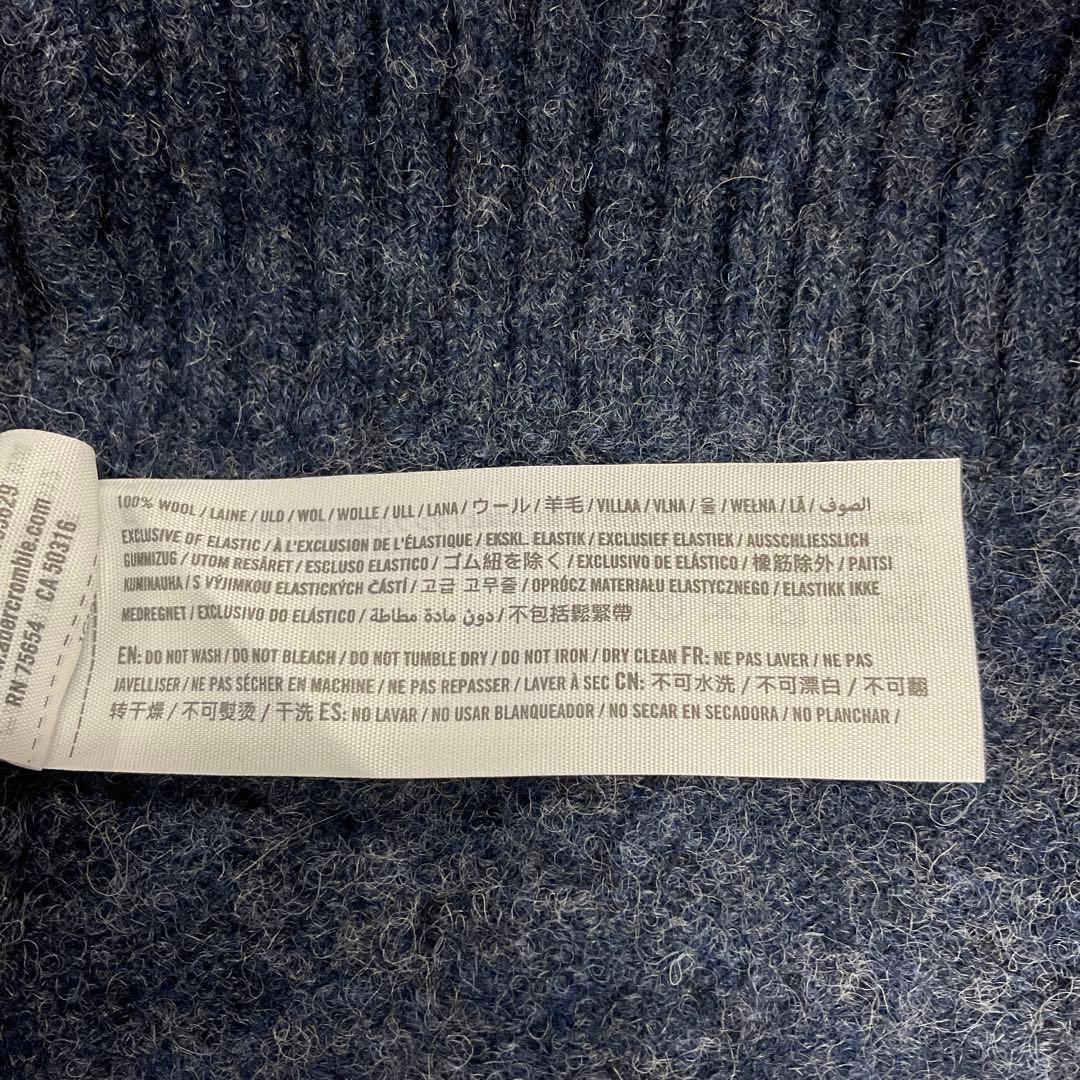 100% WOOL / LAINE / ULD / WOL / WOLLE / ULL / LANA / ウール / 羊毛 / VILLAA / VLNA / 울 / WEŁNA / LÃ / الصوف
EXCLUSIVE OF ELASTIC / À L'EXCLUSION DE L'ÉLASTIQUE / EKSKL. ELASTIK / EXCLUSIEF ELASTIEK / AUSSCHLIESSLICH
GUMMIZUG / UTOM RESÅRET / ESCLUSO ELASTICO / ゴム紐を除く / EXCLUSIVO DE ELÁSTICO / 橡筋除外 / PAITSI
KUMINAUHA / S VÝJIMKOU ELASTICKÝCH ČÁSTÍ / 고급 고무줄 / OPRÓCZ MATERIAŁU ELASTYCZNEGO / ELASTIKK IKKE
MEDREGNET / EXCLUSIVO DO ELÁSTICO / دون مادة مطاطة / 不包括鬆緊帶
EN: DO NOT WASH / DO NOT BLEACH / DO NOT TUMBLE DRY / DO NOT IRON / DRY CLEAN FR: NE PAS LAVER / NE PAS
JAVELLISER / NE PAS SÉCHER EN MACHINE / NE PAS REPASSER / LAVER À SEC CN: 不可水洗 / 不可漂白 / 不可翻
转干燥 / 不可熨烫 / 干洗 ES: NO LAVAR / NO USAR BLANQUEADOR / NO SECAR EN SECADORA / NO PLANCHAR /
.abercrombie.com
RN 75654 CA 50316